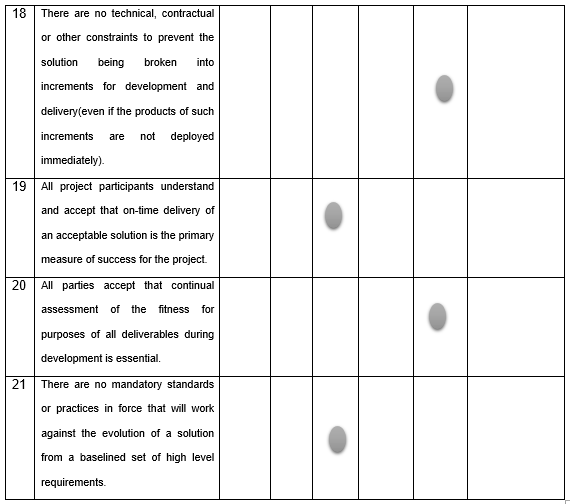 18
There are no technical, contractual
or other constraints to prevent the
solution being broken into
increments for development and
delivery(even if the products of such
increments are not deployed
immediately).
19
All project participants understand
and accept that on-time delivery of
an acceptable solution is the primary
measure of success for the project.
20
All parties accept that continual
assessment of the fitness for
purposes of all deliverables during
development is essential.
21
There are no mandatory standards
or practices in force that will work
against the evolution of a solution
from a baselined set of high level
requirements.